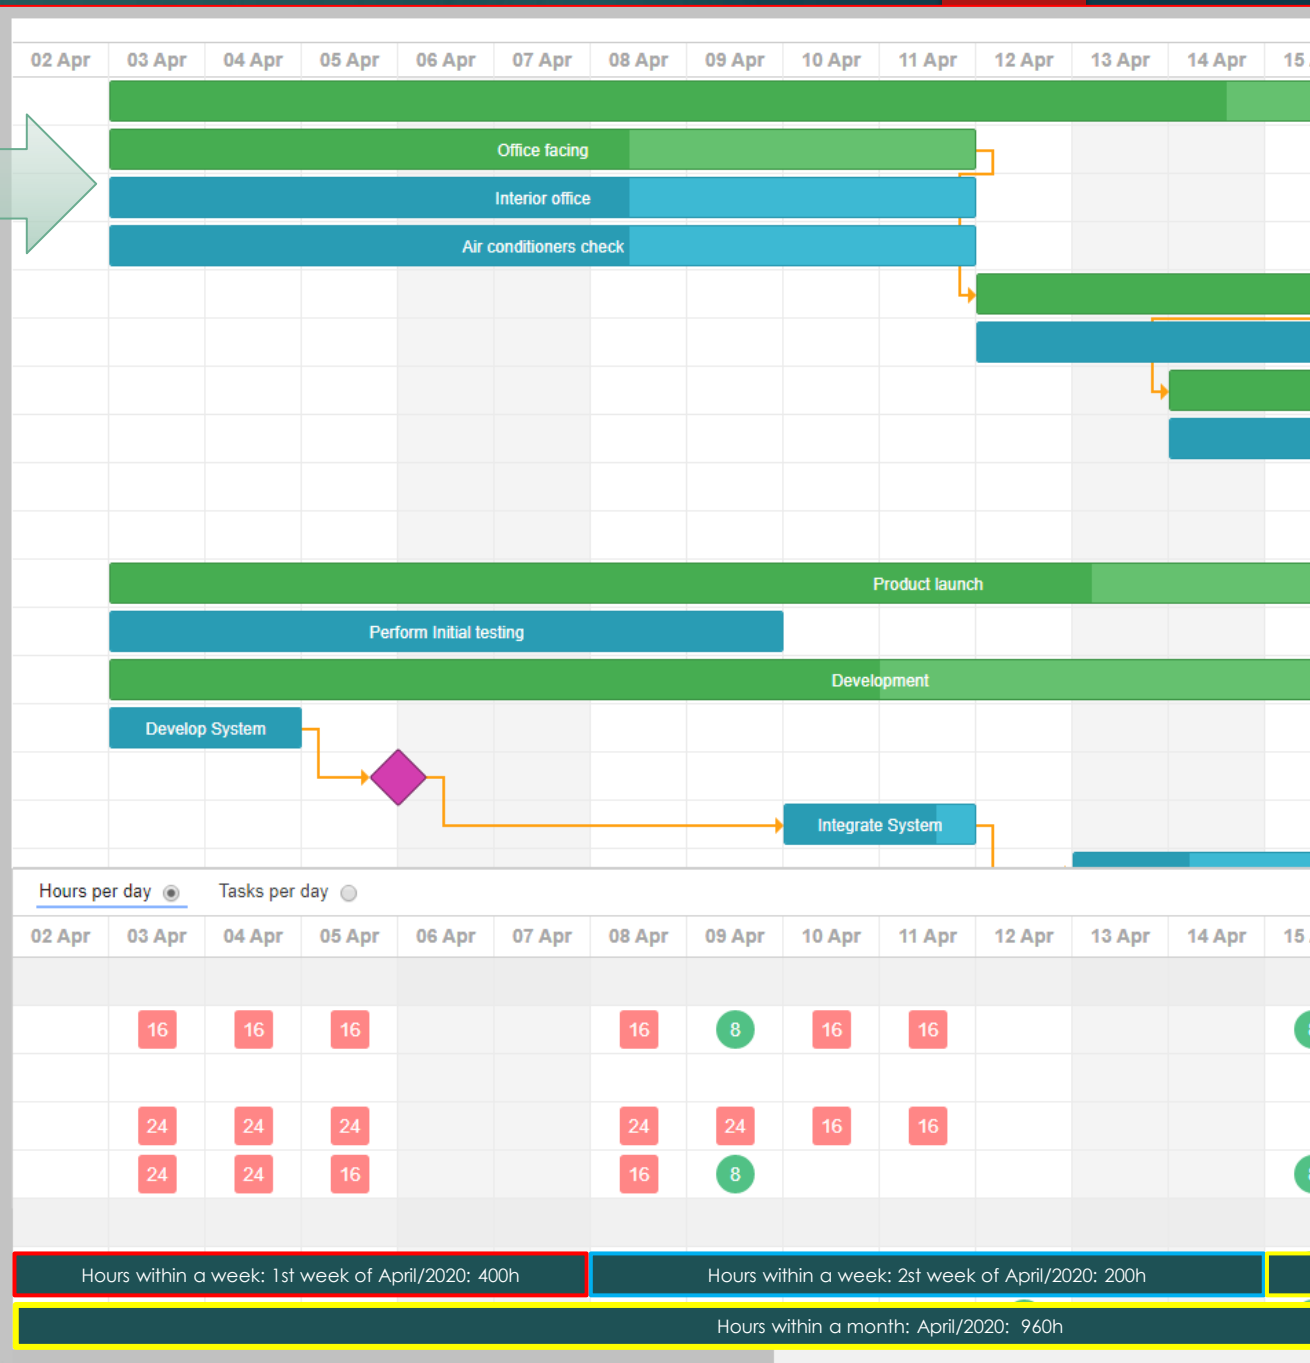 02 Apr 03 Apr 04 Apr 05 Apr 06 Apr 07 Apr 08 Apr 09 Apr 10 Apr 11 Apr 12 Apr 13 Apr 14 Apr 15
Office facing
Interior office
Air conditioners check
Product launch
Perform Initial testing
Development
Develop System
Integrate System
Hours per day Tasks per day
02 Apr 03 Apr 04 Apr 05 Apr 06 Apr 07 Apr 08 Apr 09 Apr 10 Apr 11 Apr 12 Apr 13 Apr 14 Apr 15
16 16 16 16 8 16 16
24 24 24 24 24 16 16
24 24 16 16 8
Hours within a week: 1st week of April/2020: 400h Hours within a week: 2st week of April/2020: 200h
Hours within a month: April/2020: 960h